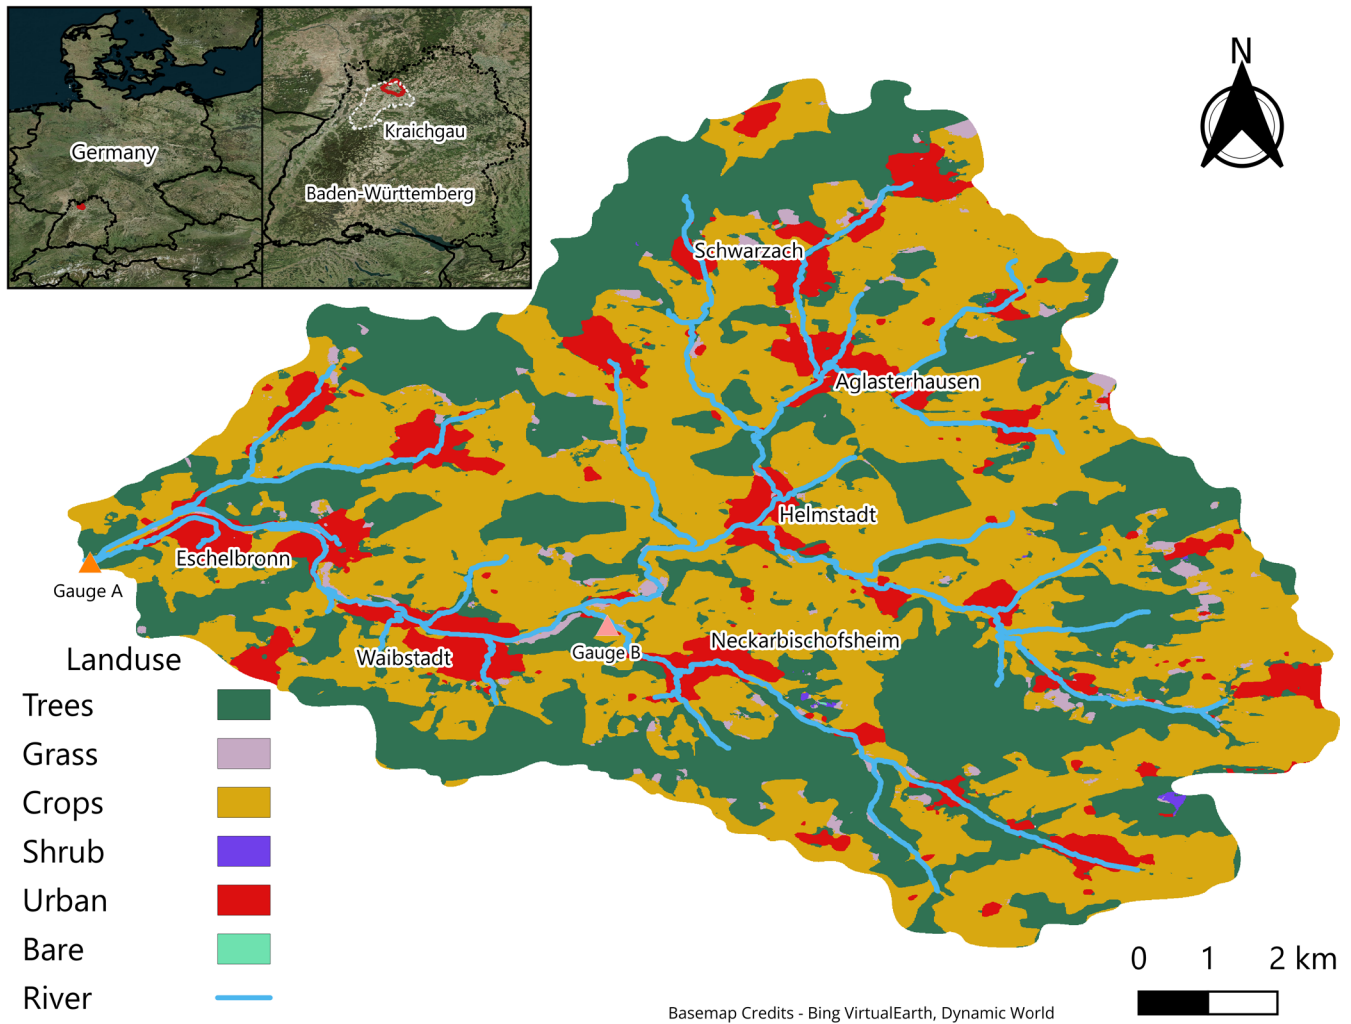 Germany
Kraichgau
Baden-Württemberg
N
Schwarzach
Aglasterhausen
Helmstadt
Eschelbronn
Gauge A
Neckarbischofsheim
Gauge B
Waibstadt
Landuse
Trees
Grass
Crops
Shrub
Urban
Bare
River
0 1 2 km
Basemap Credits - Bing VirtualEarth, Dynamic World